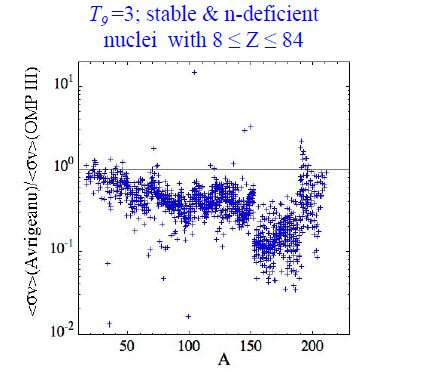 T₉=3; stable & n-deficient
nuclei with 8 ≤ Z ≤ 84
<σv>(Avrigeanu)/<σv>(OMP III)
10¹
10⁰
10⁻¹
10⁻²
50 100 150 200
A